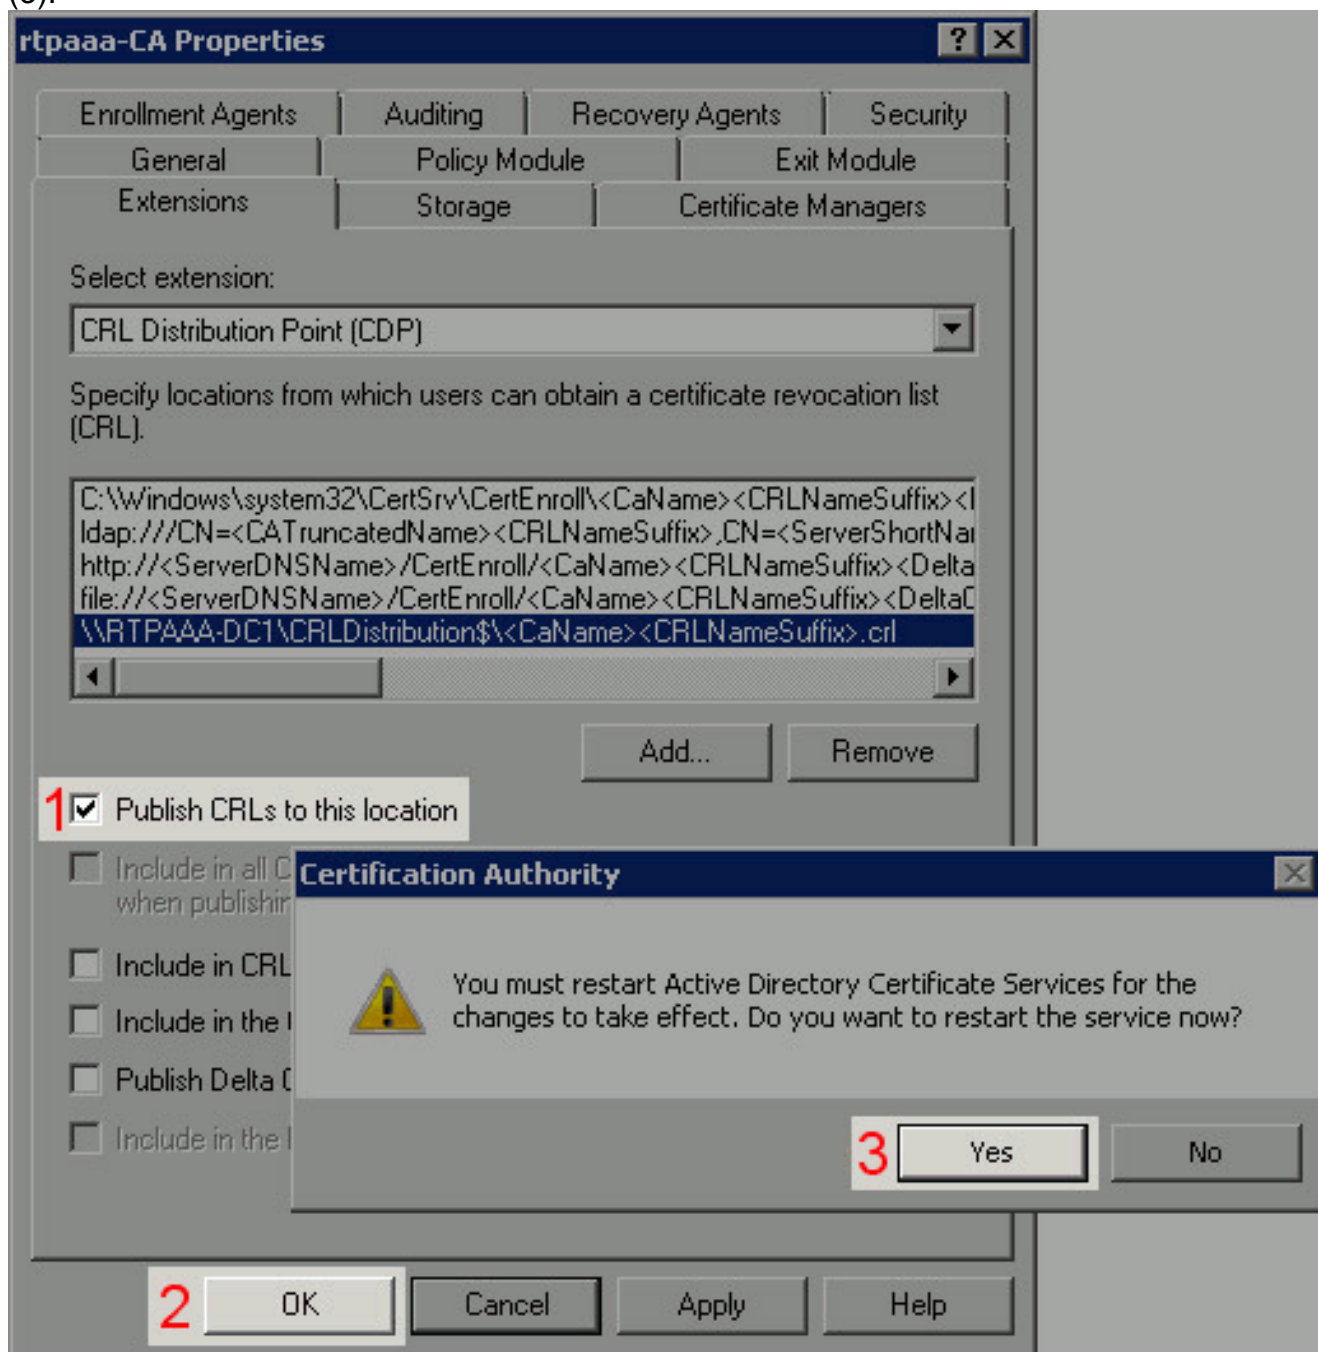 (3).
rtpaaa-CA Properties
Enrollment Agents Auditing Recovery Agents Security
General Policy Module Exit Module
Extensions Storage Certificate Managers
Select extension:
CRL Distribution Point (CDP)
Specify locations from which users can obtain a certificate revocation list
(CRL).
C:\Windows\system32\CertSrv\CertEnroll\<CaName><CRLNameSuffix><
ldap:///CN=<CATruncatedName><CRLNameSuffix>,CN=<ServerShortNa
http://<ServerDNSName>/CertEnroll/<CaName><CRLNameSuffix><Delta
file://<ServerDNSName>/CertEnroll/<CaName><CRLNameSuffix><DeltaC
\\RTPAAA-DC1\CRLDistribution$\<CaName><CRLNameSuffix>.crl
Add... Remove
1 Publish CRLs to this location
Include in all C
when publishin
Certification Authority
Include in CRL
Include in the
Publish Delta C
Include in the I
You must restart Active Directory Certificate Services for the
changes to take effect. Do you want to restart the service now?
3 Yes No
2 OK Cancel Apply Help